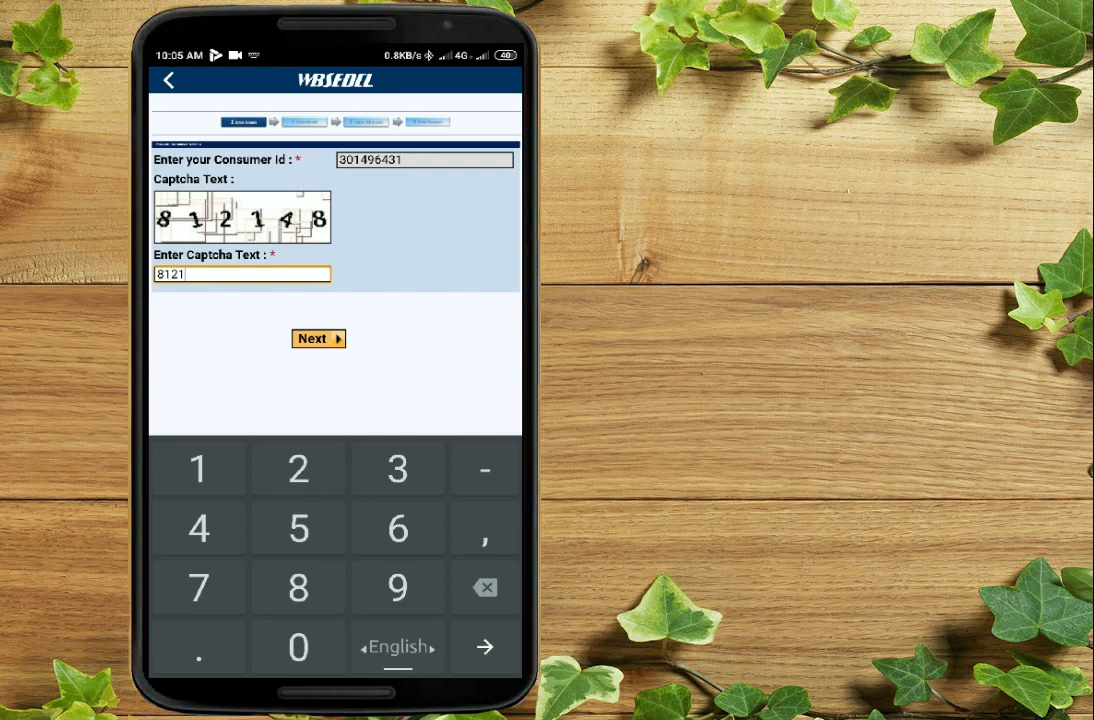 10:05 AM 0.8KB/s 4G 40
WBSEDCL
Enter your Consumer Id : * 301496431
Captcha Text :
8 1 2 1 4 8
Enter Captcha Text : *
8121
Next
1 2 3 -
4 5 6 ,
7 8 9
. 0 English